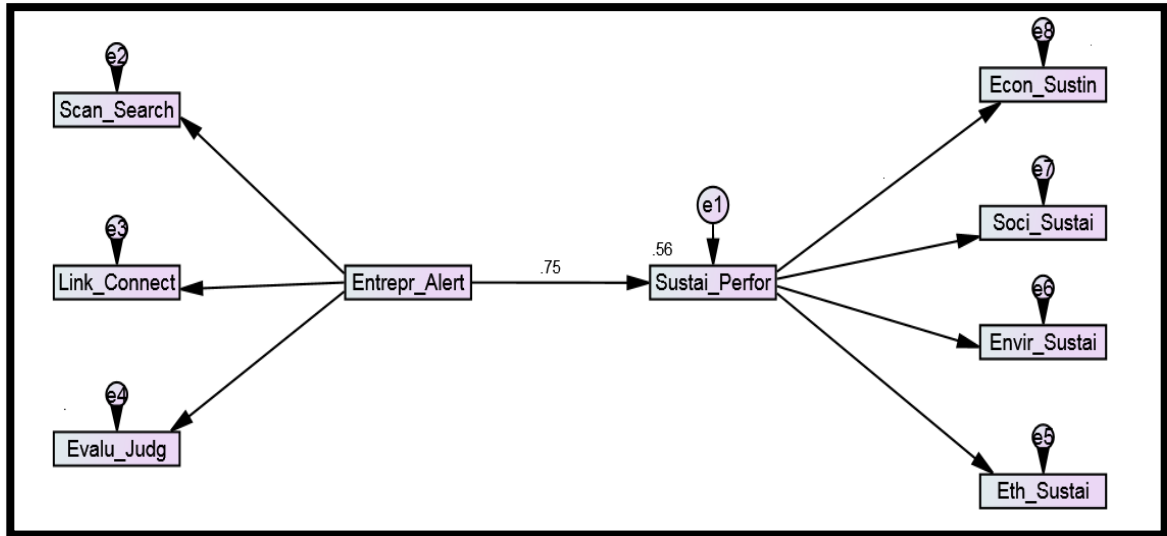 e2
Scan_Search
e3
Link_Connect
e4
Evalu_Judg
Entrepr_Alert
.75
e1
.56
Sustai_Perfor
e8
Econ_Sustin
e7
Soci_Sustai
e6
Envir_Sustai
e5
Eth_Sustai